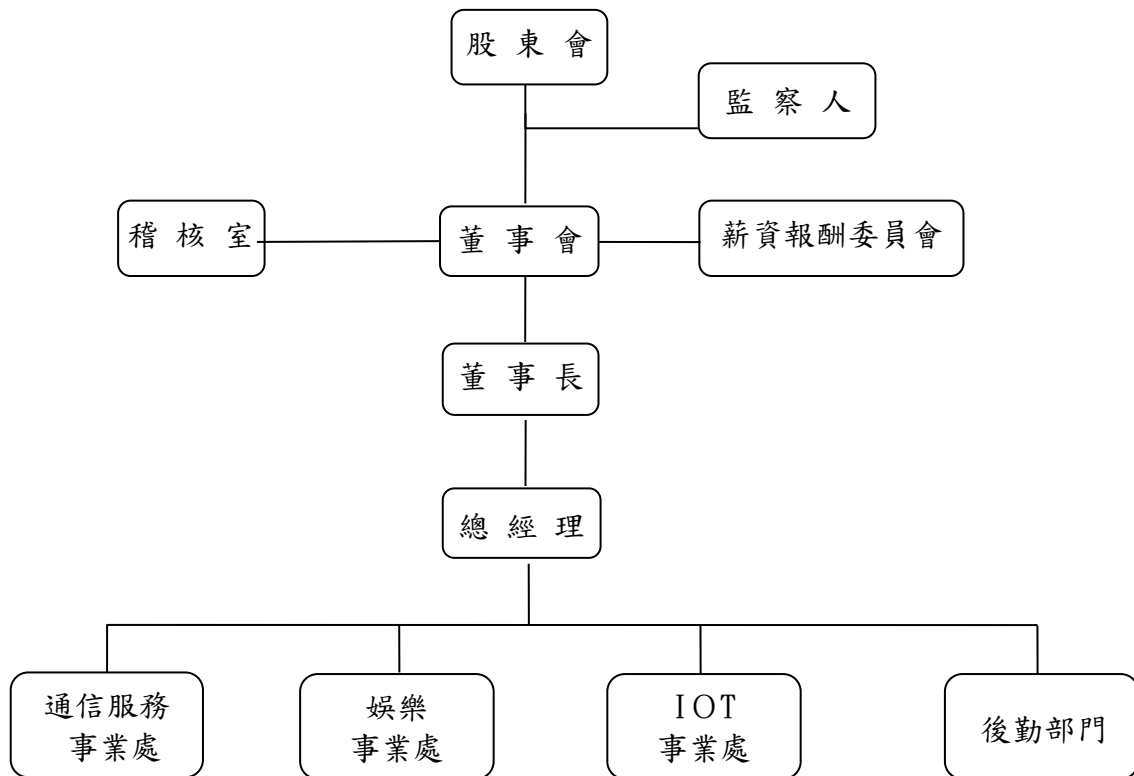 股東會
監察人
稽核室
董事會
薪資報酬委員會
董事長
總經理
通信服務
事業處
娛樂
事業處
IOT
事業處
後勤部門